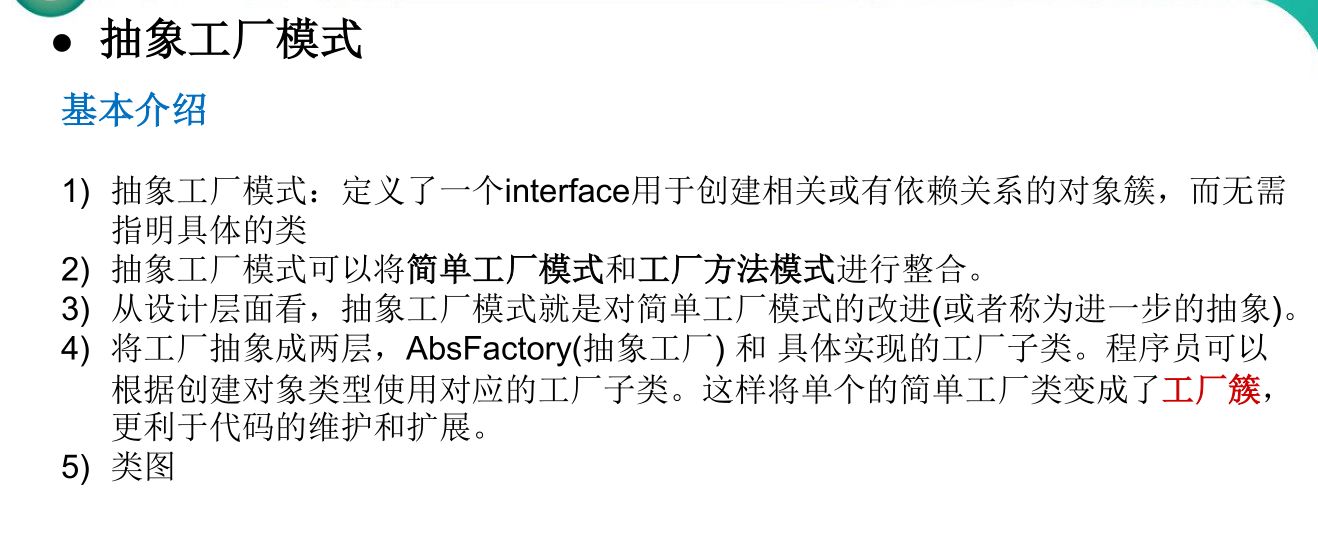 ● 抽象工厂模式
基本介绍
1) 抽象工厂模式：定义了一个interface用于创建相关或有依赖关系的对象簇，而无需
指明具体的类
2) 抽象工厂模式可以将简单工厂模式和工厂方法模式进行整合。
3) 从设计层面看，抽象工厂模式就是对简单工厂模式的改进(或者称为进一步的抽象)。
4) 将工厂抽象成两层，AbsFactory(抽象工厂) 和 具体实现的工厂子类。程序员可以
根据创建对象类型使用对应的工厂子类。这样将单个的简单工厂类变成了工厂簇，
更利于代码的维护和扩展。
5) 类图